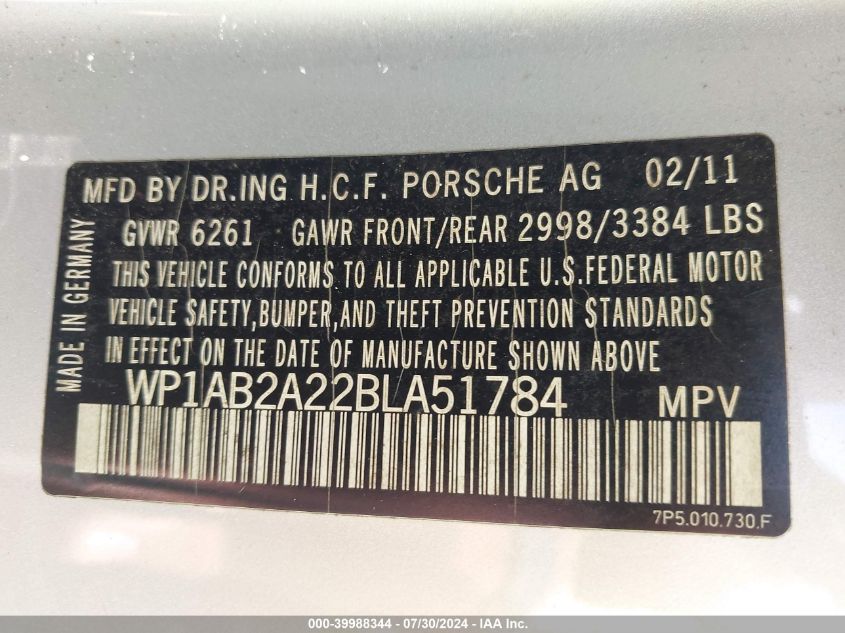 MFD BY DR.ING H.C.F. PORSCHE AG 02/11
GVWR 6261 GAWR FRONT/REAR 2998/3384 LBS
THIS VEHICLE CONFORMS TO ALL APPLICABLE U.S.FEDERAL MOTOR
VEHICLE SAFETY,BUMPER,AND THEFT PREVENTION STANDARDS
IN EFFECT ON THE DATE OF MANUFACTURE SHOWN ABOVE
WP1AB2A22BLA51784 MPV
MADE IN GERMANY
7P5.010.730.F
000-39988344 - 07/30/2024 - IAA Inc.